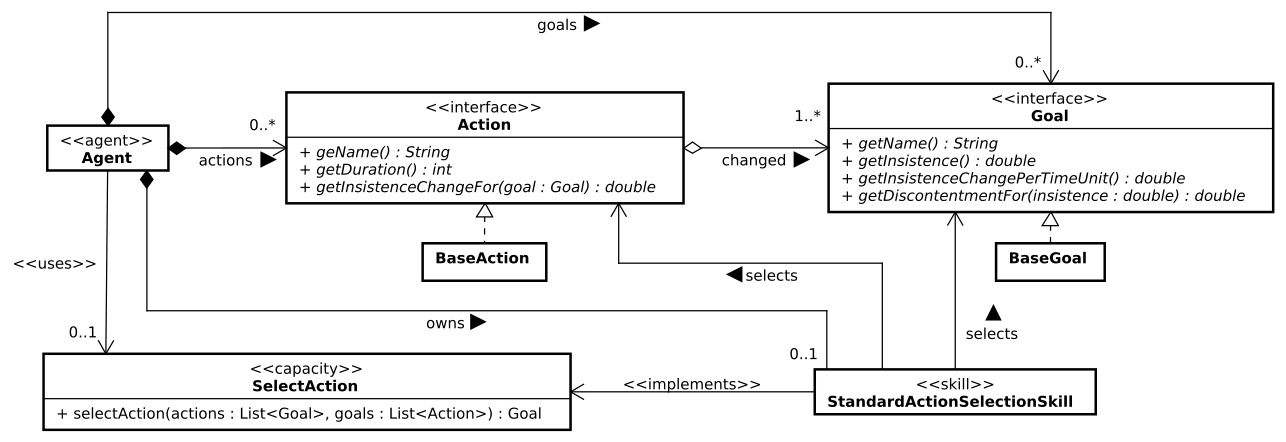 goals ▶
0..*
<<agent>>
Agent
0..*
actions ▶
<<interface>>
Action
+ geName() : String
+ getDuration() : int
+ getInsistenceChangeFor(goal : Goal) : double
1..*
changed ▶
<<interface>>
Goal
+ getName() : String
+ getInsistence() : double
+ getInsistenceChangePerTimeUnit() : double
+ getDiscontentmentFor(insistence : double) : double
BaseAction
BaseGoal
<<uses>>
◀ selects
▲
selects
owns ▶
0..1
0..1
<<capacity>>
SelectAction
+ selectAction(actions : List<Goal>, goals : List<Action>) : Goal
<<implements>>
<<skill>>
StandardActionSelectionSkill